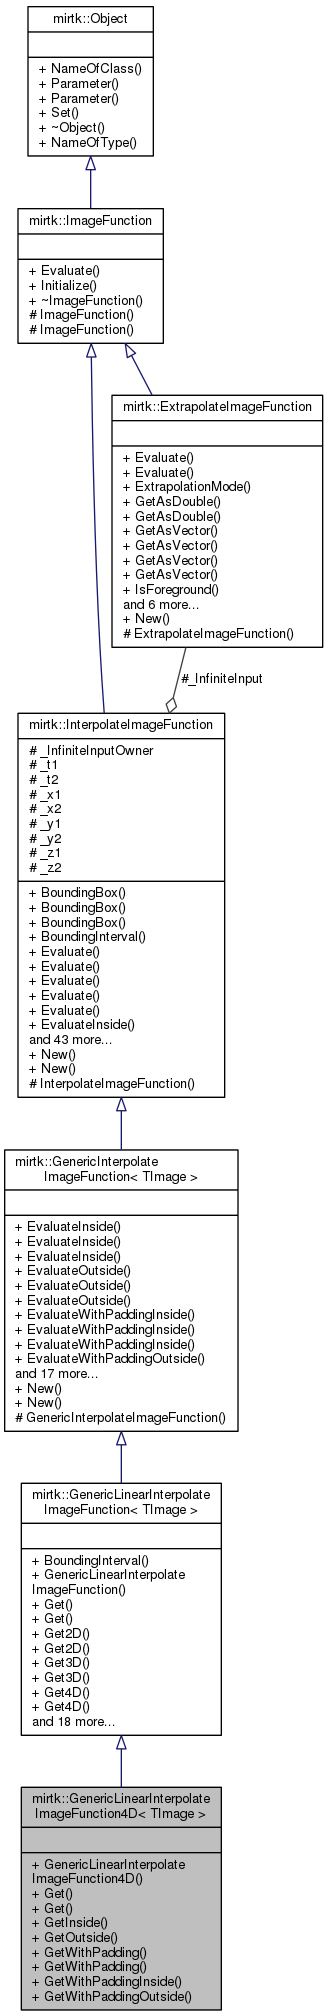 mirtk::Object
+ NameOfClass()
+ Parameter()
+ Parameter()
+ Set()
+ ~Object()
+ NameOfType()
mirtk::ImageFunction
+ Evaluate()
+ Initialize()
+ ~ImageFunction()
# ImageFunction()
# ImageFunction()
mirtk::ExtrapolateImageFunction
+ Evaluate()
+ Evaluate()
+ ExtrapolationMode()
+ GetAsDouble()
+ GetAsDouble()
+ GetAsVector()
+ GetAsVector()
+ GetAsVector()
+ GetAsVector()
+ IsForeground()
and 6 more...
+ New()
# ExtrapolateImageFunction()
#_InfiniteInput
mirtk::InterpolateImageFunction
# _InfiniteInputOwner
# _t1
# _t2
# _x1
# _x2
# _y1
# _y2
# _z1
# _z2
+ BoundingBox()
+ BoundingBox()
+ BoundingBox()
+ BoundingInterval()
+ Evaluate()
+ Evaluate()
+ Evaluate()
+ Evaluate()
+ Evaluate()
+ EvaluateInside()
and 43 more...
+ New()
+ New()
# InterpolateImageFunction()
mirtk::GenericInterpolate
ImageFunction< TImage >
+ EvaluateInside()
+ EvaluateInside()
+ EvaluateInside()
+ EvaluateOutside()
+ EvaluateOutside()
+ EvaluateOutside()
+ EvaluateWithPaddingInside()
+ EvaluateWithPaddingInside()
+ EvaluateWithPaddingInside()
+ EvaluateWithPaddingOutside()
and 17 more...
+ New()
+ New()
# GenericInterpolateImageFunction()
mirtk::GenericLinearInterpolate
ImageFunction< TImage >
+ BoundingInterval()
+ GenericLinearInterpolate
ImageFunction()
+ Get()
+ Get()
+ Get2D()
+ Get2D()
+ Get3D()
+ Get3D()
+ Get4D()
+ Get4D()
and 18 more...
mirtk::GenericLinearInterpolate
ImageFunction4D< TImage >
+ GenericLinearInterpolate
ImageFunction4D()
+ Get()
+ Get()
+ GetInside()
+ GetOutside()
+ GetWithPadding()
+ GetWithPadding()
+ GetWithPaddingInside()
+ GetWithPaddingOutside()